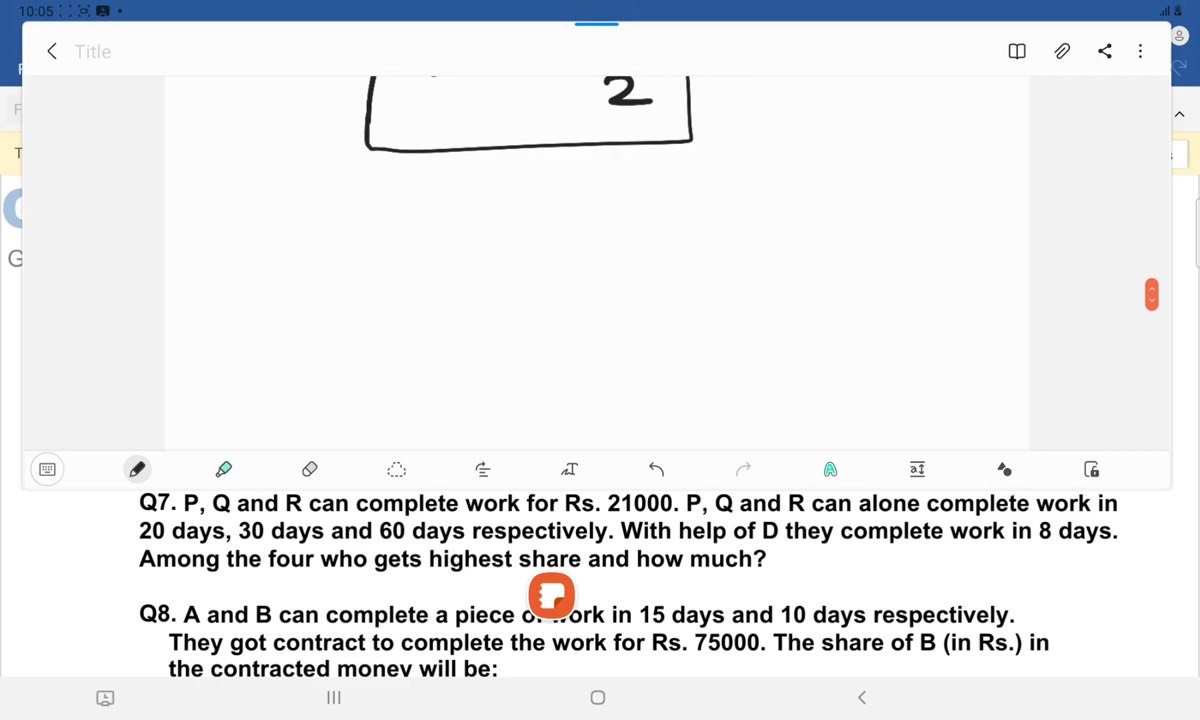 10:05
Title
2
Q7. P, Q and R can complete work for Rs. 21000. P, Q and R can alone complete work in
20 days, 30 days and 60 days respectively. With help of D they complete work in 8 days.
Among the four who gets highest share and how much?
Q8. A and B can complete a piece of work in 15 days and 10 days respectively.
They got contract to complete the work for Rs. 75000. The share of B (in Rs.) in
the contracted money will be: